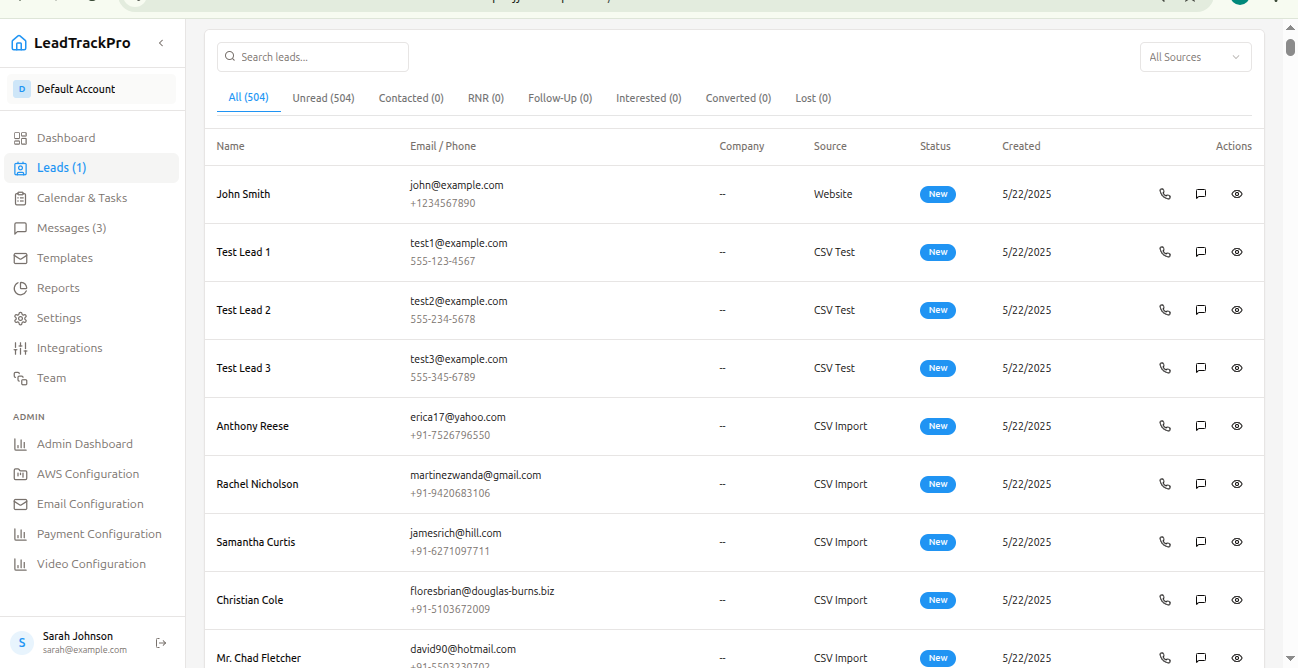 LeadTrackPro
D Default Account
Dashboard
Leads (1)
Calendar & Tasks
Messages (3)
Templates
Reports
Settings
Integrations
Team
ADMIN
Admin Dashboard
AWS Configuration
Email Configuration
Payment Configuration
Video Configuration
S Sarah Johnson
sarah@example.com
Search leads...
All Sources
All (504) Unread (504) Contacted (0) RNR (0) Follow-Up (0) Interested (0) Converted (0) Lost (0)
Name Email / Phone Company Source Status Created Actions
John Smith john@example.com -- Website New 5/22/2025
+1234567890
Test Lead 1 test1@example.com -- CSV Test New 5/22/2025
555-123-4567
Test Lead 2 test2@example.com -- CSV Test New 5/22/2025
555-234-5678
Test Lead 3 test3@example.com -- CSV Test New 5/22/2025
555-345-6789
Anthony Reese erica17@yahoo.com -- CSV Import New 5/22/2025
+91-7526796550
Rachel Nicholson martinezwanda@gmail.com -- CSV Import New 5/22/2025
+91-9420683106
Samantha Curtis jamesrich@hill.com -- CSV Import New 5/22/2025
+91-6271097711
Christian Cole floresbrian@douglas-burns.biz -- CSV Import New 5/22/2025
+91-5103672009
Mr. Chad Fletcher david90@hotmail.com -- CSV Import New 5/22/2025
+91-5503230702